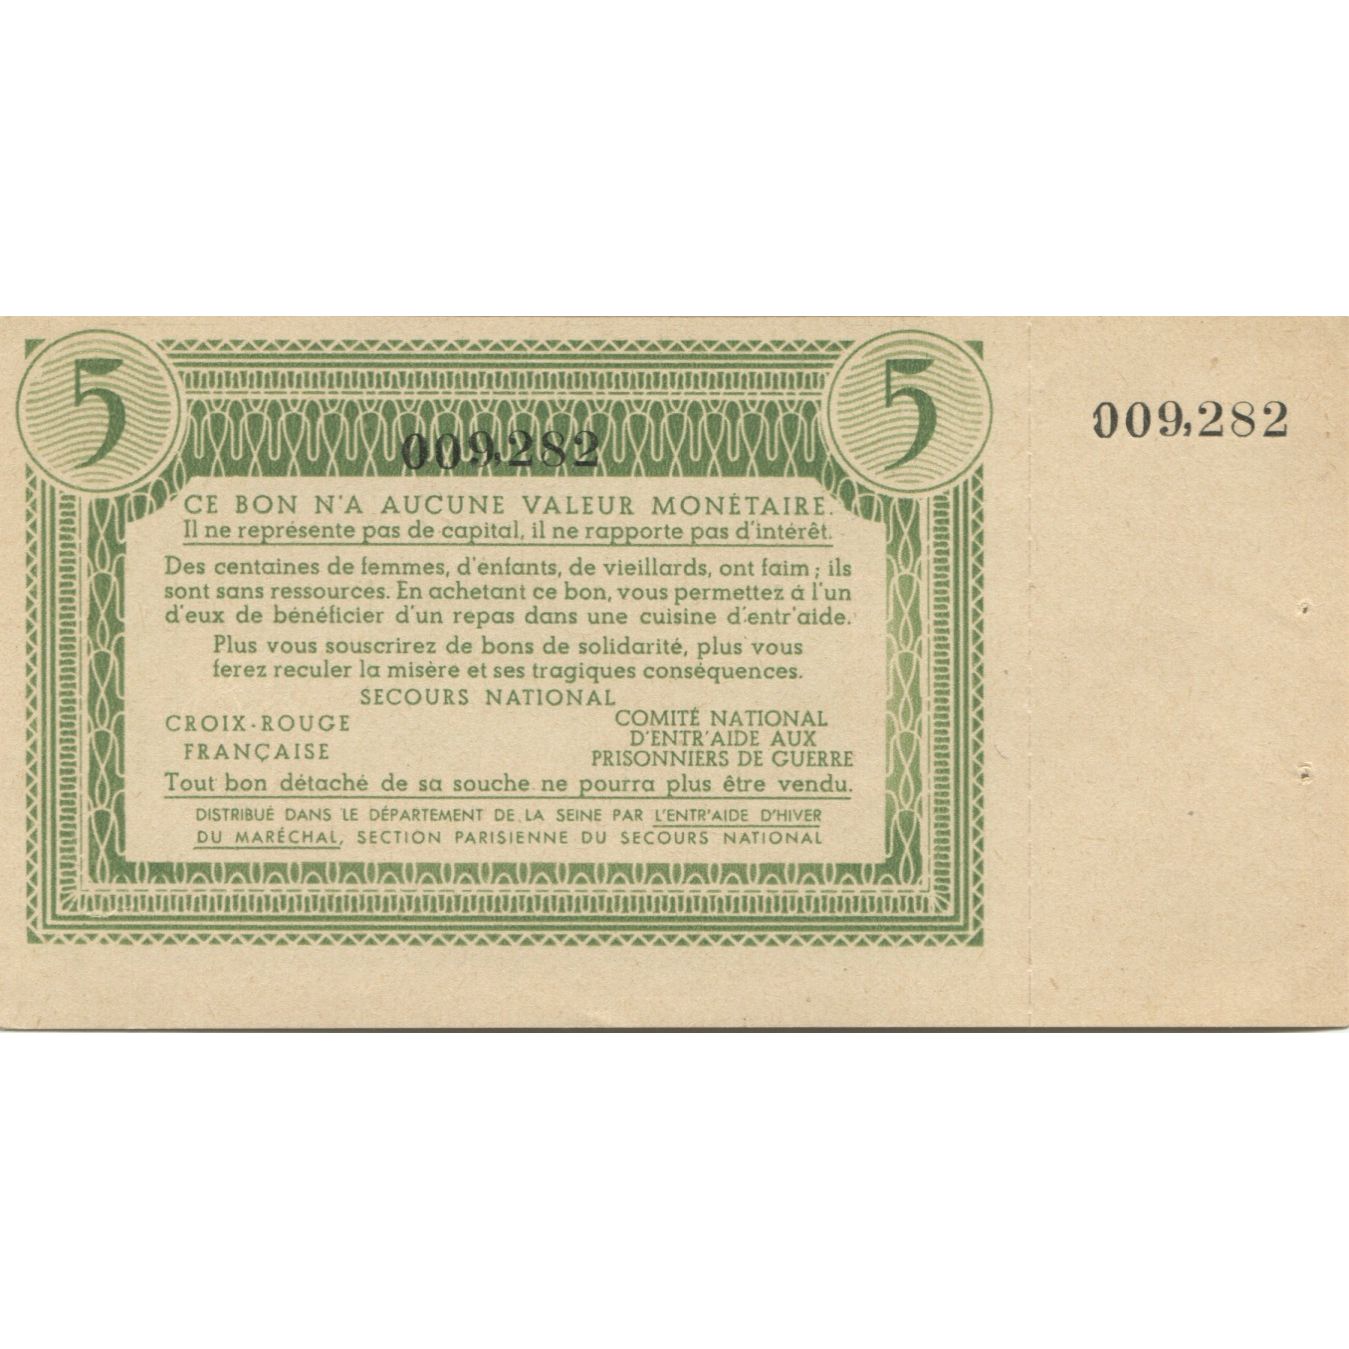 5 5
009,282
009,282
CE BON N'A AUCUNE VALEUR MONÉTAIRE.
Il ne représente pas de capital, il ne rapporte pas d'intérêt.
Des centaines de femmes, d'enfants, de vieillards, ont faim ; ils
sont sans ressources. En achetant ce bon, vous permettez à l'un
d'eux de bénéficier d'un repas dans une cuisine d'entr'aide.
Plus vous souscrirez de bons de solidarité, plus vous
ferez reculer la misère et ses tragiques conséquences.
SECOURS NATIONAL
CROIX-ROUGE
FRANÇAISE
COMITÉ NATIONAL
D'ENTR'AIDE AUX
PRISONNIERS DE GUERRE
Tout bon détaché de sa souche ne pourra plus être vendu.
DISTRIBUÉ DANS LE DÉPARTEMENT DE LA SEINE PAR L'ENTR'AIDE D'HIVER
DU MARÉCHAL, SECTION PARISIENNE DU SECOURS NATIONAL